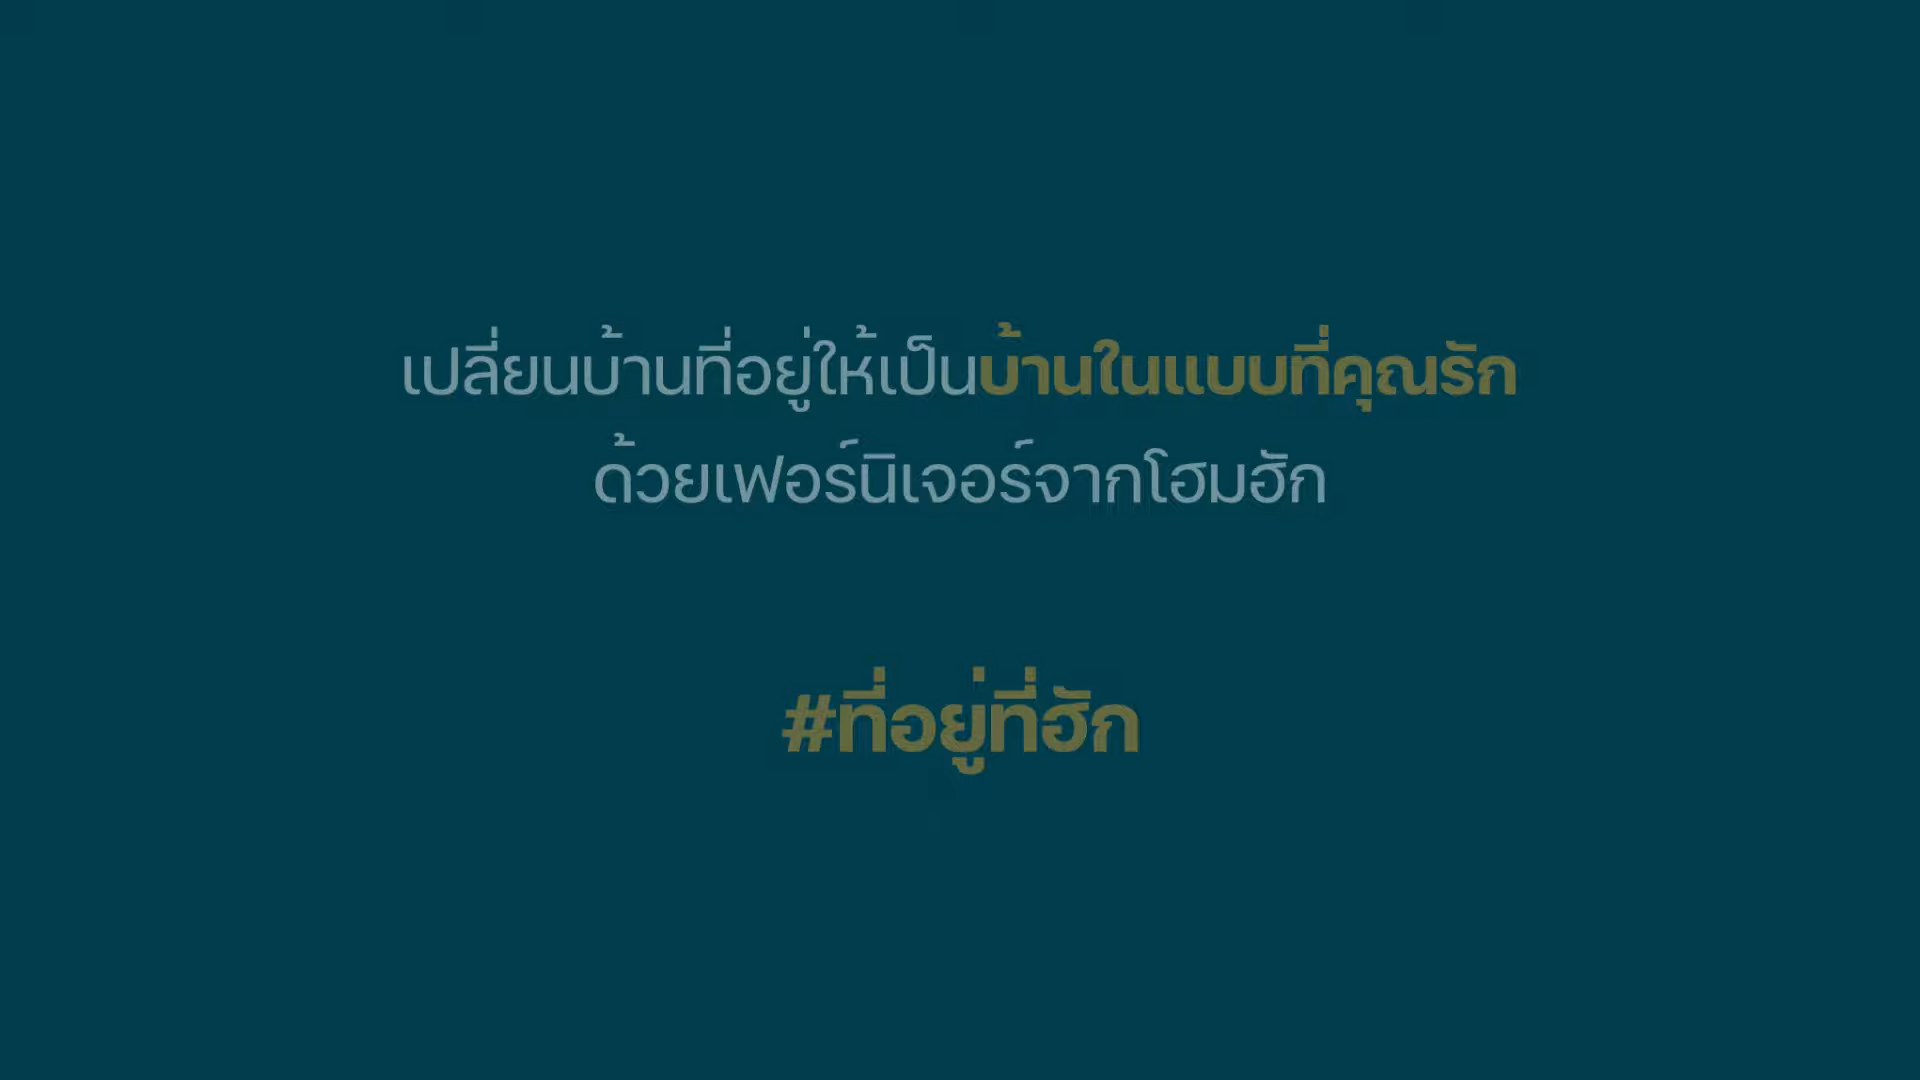 เปลี่ยนบ้านที่อยู่ให้เป็นบ้านในแบบที่คุณรัก
ด้วยเฟอร์นิเจอร์จากโฮมฮัก
#ที่อยู่ที่ฮัก